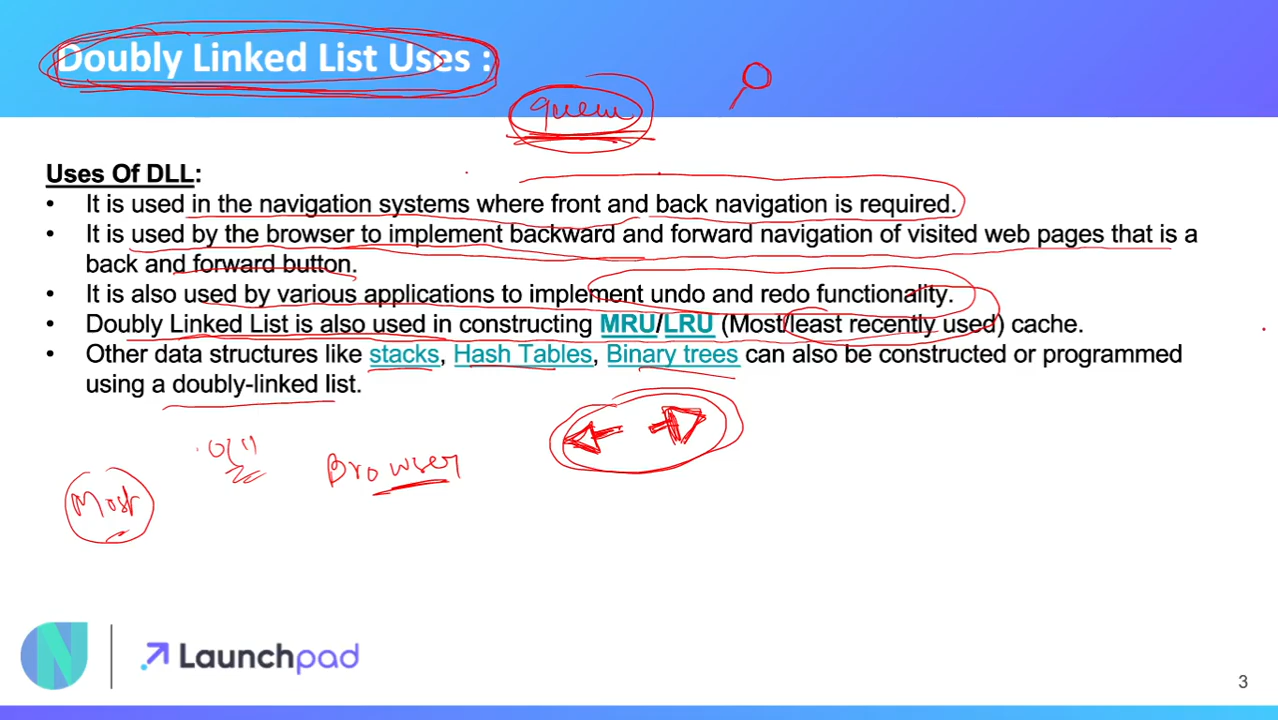 Doubly Linked List Uses :
Uses Of DLL:
• It is used in the navigation systems where front and back navigation is required.
• It is used by the browser to implement backward and forward navigation of visited web pages that is a
back and forward button.
• It is also used by various applications to implement undo and redo functionality.
• Doubly Linked List is also used in constructing MRU/LRU (Most/least recently used) cache.
• Other data structures like stacks, Hash Tables, Binary trees can also be constructed or programmed
using a doubly-linked list.
Browser
Most
Launchpad
3